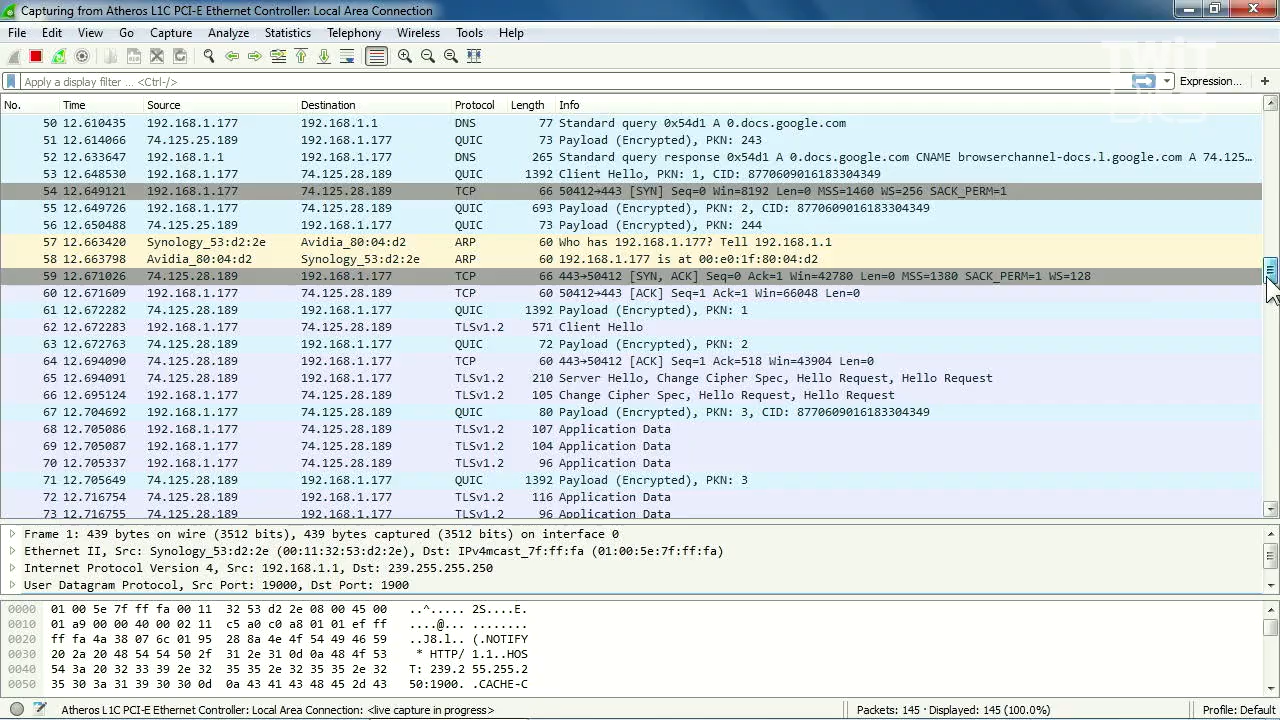 Capturing from Atheros L1C PCI-E Ethernet Controller: Local Area Connection
File Edit View Go Capture Analyze Statistics Telephony Wireless Tools Help
Apply a display filter ... <Ctrl-/> Expression... +
TWiT
No. Time Source Destination Protocol Length Info
50 12.610435 192.168.1.177 192.168.1.1 DNS 77 Standard query 0x54d1 A 0.docs.google.com
51 12.614066 74.125.25.189 192.168.1.177 QUIC 73 Payload (Encrypted), PKN: 243
52 12.633647 192.168.1.1 192.168.1.177 DNS 265 Standard query response 0x54d1 A 0.docs.google.com CNAME browserchannel-docs.l.google.com A 74.125…
53 12.648530 192.168.1.177 74.125.28.189 QUIC 1392 Client Hello, PKN: 1, CID: 8770609016183304349
54 12.649121 192.168.1.177 74.125.28.189 TCP 66 50412→443 [SYN] Seq=0 Win=8192 Len=0 MSS=1460 WS=256 SACK_PERM=1
55 12.649726 192.168.1.177 74.125.28.189 QUIC 693 Payload (Encrypted), PKN: 2, CID: 8770609016183304349
56 12.650488 192.168.1.177 74.125.25.189 QUIC 73 Payload (Encrypted), PKN: 244
57 12.663420 Synology_53:d2:2e Avidia_80:04:d2 ARP 60 Who has 192.168.1.177? Tell 192.168.1.1
58 12.663798 Avidia_80:04:d2 Synology_53:d2:2e ARP 60 192.168.1.177 is at 00:e0:1f:80:04:d2
59 12.671026 74.125.28.189 192.168.1.177 TCP 66 443→50412 [SYN, ACK] Seq=0 Ack=1 Win=42780 Len=0 MSS=1380 SACK_PERM=1 WS=128
60 12.671609 192.168.1.177 74.125.28.189 TCP 60 50412→443 [ACK] Seq=1 Ack=1 Win=66048 Len=0
61 12.672282 74.125.28.189 192.168.1.177 QUIC 1392 Payload (Encrypted), PKN: 1
62 12.672283 192.168.1.177 74.125.28.189 TLSv1.2 571 Client Hello
63 12.672763 74.125.28.189 192.168.1.177 QUIC 72 Payload (Encrypted), PKN: 2
64 12.694090 74.125.28.189 192.168.1.177 TCP 60 443→50412 [ACK] Seq=1 Ack=518 Win=43904 Len=0
65 12.694091 74.125.28.189 192.168.1.177 TLSv1.2 210 Server Hello, Change Cipher Spec, Hello Request, Hello Request
66 12.695124 192.168.1.177 74.125.28.189 TLSv1.2 105 Change Cipher Spec, Hello Request, Hello Request
67 12.704692 192.168.1.177 74.125.28.189 QUIC 80 Payload (Encrypted), PKN: 3, CID: 8770609016183304349
68 12.705086 192.168.1.177 74.125.28.189 TLSv1.2 107 Application Data
69 12.705087 192.168.1.177 74.125.28.189 TLSv1.2 104 Application Data
70 12.705337 192.168.1.177 74.125.28.189 TLSv1.2 96 Application Data
71 12.705649 192.168.1.177 74.125.28.189 QUIC 1392 Payload (Encrypted), PKN: 3
72 12.716754 74.125.28.189 192.168.1.177 TLSv1.2 116 Application Data
73 12.716755 74.125.28.189 192.168.1.177 TLSv1.2 96 Application Data
Frame 1: 439 bytes on wire (3512 bits), 439 bytes captured (3512 bits) on interface 0
Ethernet II, Src: Synology_53:d2:2e (00:11:32:53:d2:2e), Dst: IPv4mcast_7f:ff:fa (01:00:5e:7f:ff:fa)
Internet Protocol Version 4, Src: 192.168.1.1, Dst: 239.255.255.250
User Datagram Protocol, Src Port: 19000, Dst Port: 1900
0000 01 00 5e 7f ff fa 00 11 32 53 d2 2e 08 00 45 00 ..^..... 2S....E.
0010 01 a9 00 00 40 00 02 11 c5 a0 c0 a8 01 01 ef ff ....@... ........
0020 ff fa 4a 38 07 6c 01 95 28 8a 4e 4f 54 49 46 59 ..J8.l.. (.NOTIFY
0030 20 2a 20 48 54 54 50 2f 31 2e 31 0d 0a 48 4f 53 * HTTP/ 1.1..HOS
0040 54 3a 20 32 33 39 2e 32 35 35 2e 32 35 35 2e 32 T: 239.2 55.255.2
0050 35 30 3a 31 39 30 30 0d 0a 43 41 43 48 45 2d 43 50:1900. .CACHE-C
Atheros L1C PCI-E Ethernet Controller: Local Area Connection: <live capture in progress> Packets: 145 · Displayed: 145 (100.0%) Profile: Default